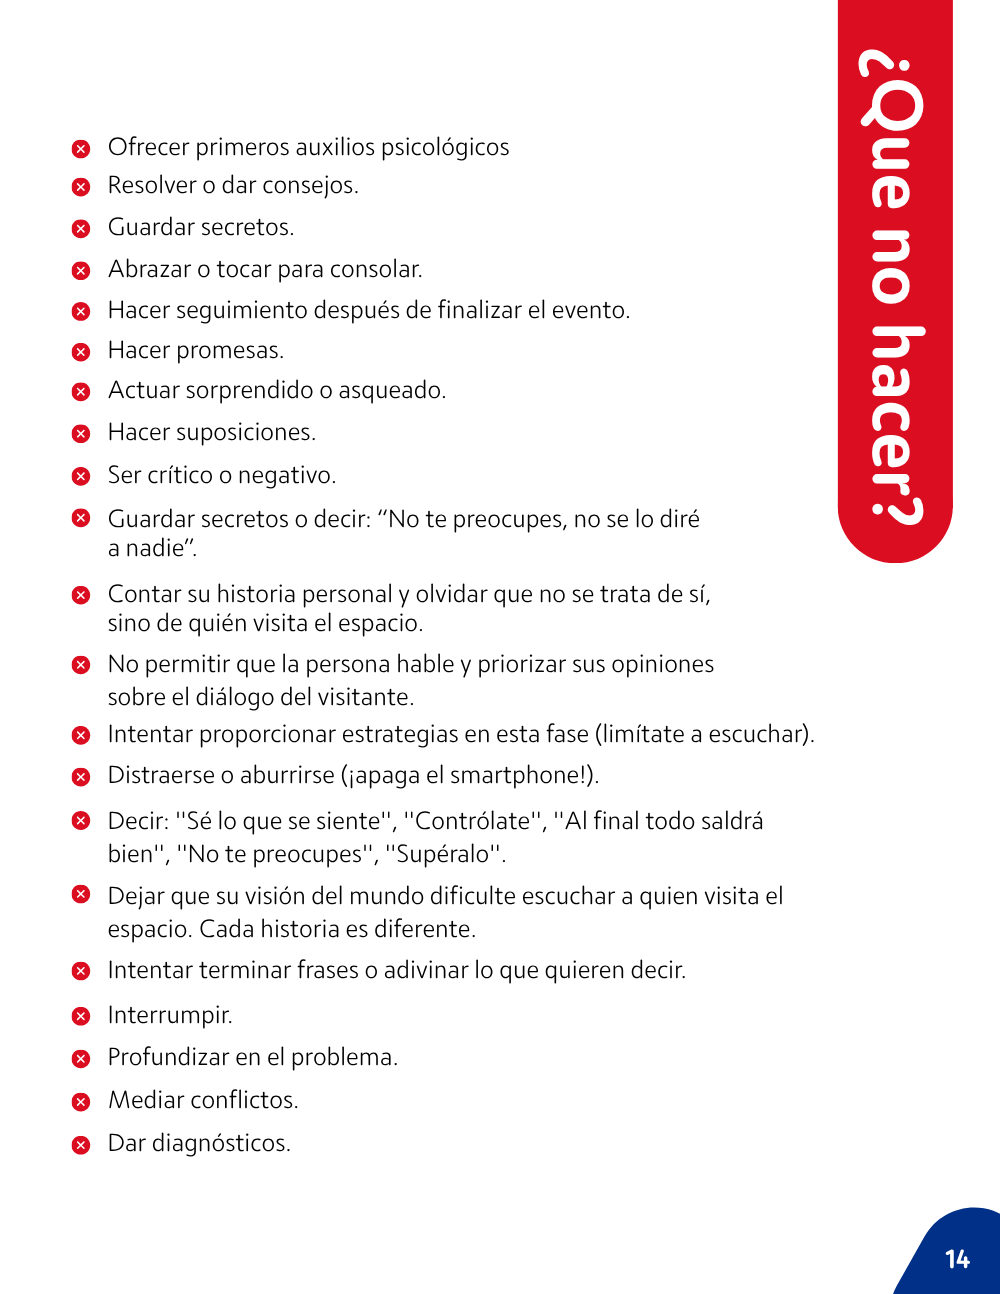 ¿Que no hacer?
Ofrecer primeros auxilios psicológicos
Resolver o dar consejos.
Guardar secretos.
Abrazar o tocar para consolar.
Hacer seguimiento después de finalizar el evento.
Hacer promesas.
Actuar sorprendido o asqueado.
Hacer suposiciones.
Ser crítico o negativo.
Guardar secretos o decir: “No te preocupes, no se lo diré
a nadie”.
Contar su historia personal y olvidar que no se trata de sí,
sino de quién visita el espacio.
No permitir que la persona hable y priorizar sus opiniones
sobre el diálogo del visitante.
Intentar proporcionar estrategias en esta fase (limítate a escuchar).
Distraerse o aburrirse (¡apaga el smartphone!).
Decir: "Sé lo que se siente", "Contrólate", "Al final todo saldrá
bien", "No te preocupes", "Supéralo".
Dejar que su visión del mundo dificulte escuchar a quien visita el
espacio. Cada historia es diferente.
Intentar terminar frases o adivinar lo que quieren decir.
Interrumpir.
Profundizar en el problema.
Mediar conflictos.
Dar diagnósticos.
14